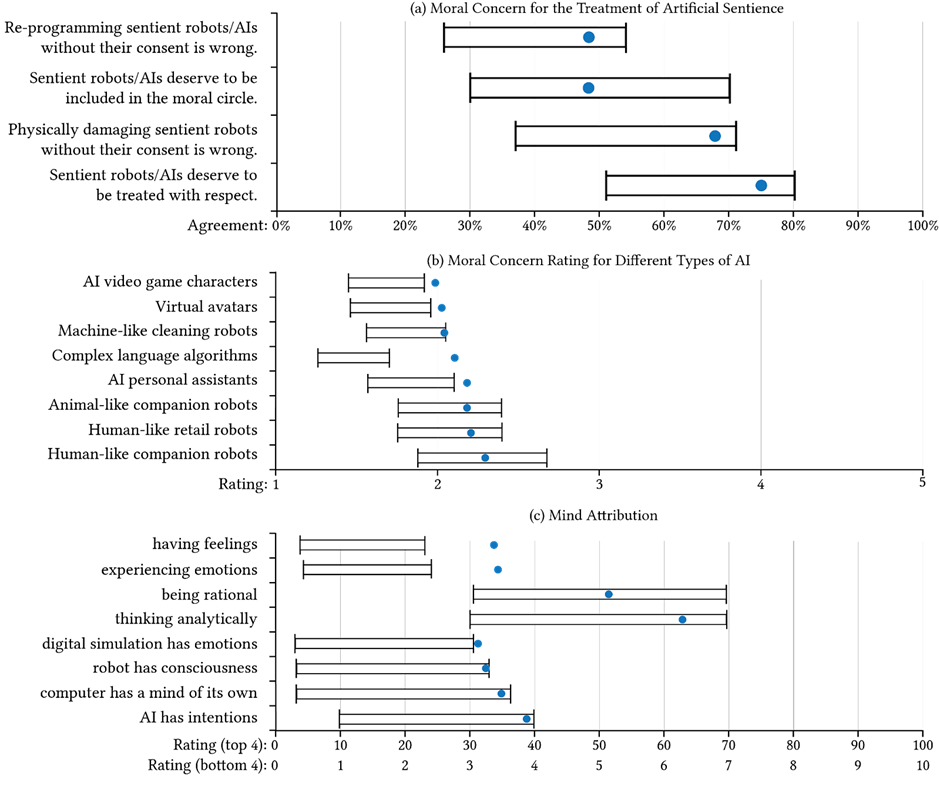 (a) Moral Concern for the Treatment of Artificial Sentience
Re-programming sentient robots/AIs
without their consent is wrong.
Sentient robots/AIs deserve to be
included in the moral circle.
Physically damaging sentient robots
without their consent is wrong.
Sentient robots/AIs deserve to
be treated with respect.
Agreement: 0% 10% 20% 30% 40% 50% 60% 70% 80% 90% 100%
(b) Moral Concern Rating for Different Types of AI
AI video game characters
Virtual avatars
Machine-like cleaning robots
Complex language algorithms
AI personal assistants
Animal-like companion robots
Human-like retail robots
Human-like companion robots
Rating: 1 2 3 4 5
(c) Mind Attribution
having feelings
experiencing emotions
being rational
thinking analytically
digital simulation has emotions
robot has consciousness
computer has a mind of its own
AI has intentions
Rating (top 4): 0 10 20 30 40 50 60 70 80 90 100
Rating (bottom 4): 0 1 2 3 4 5 6 7 8 9 10